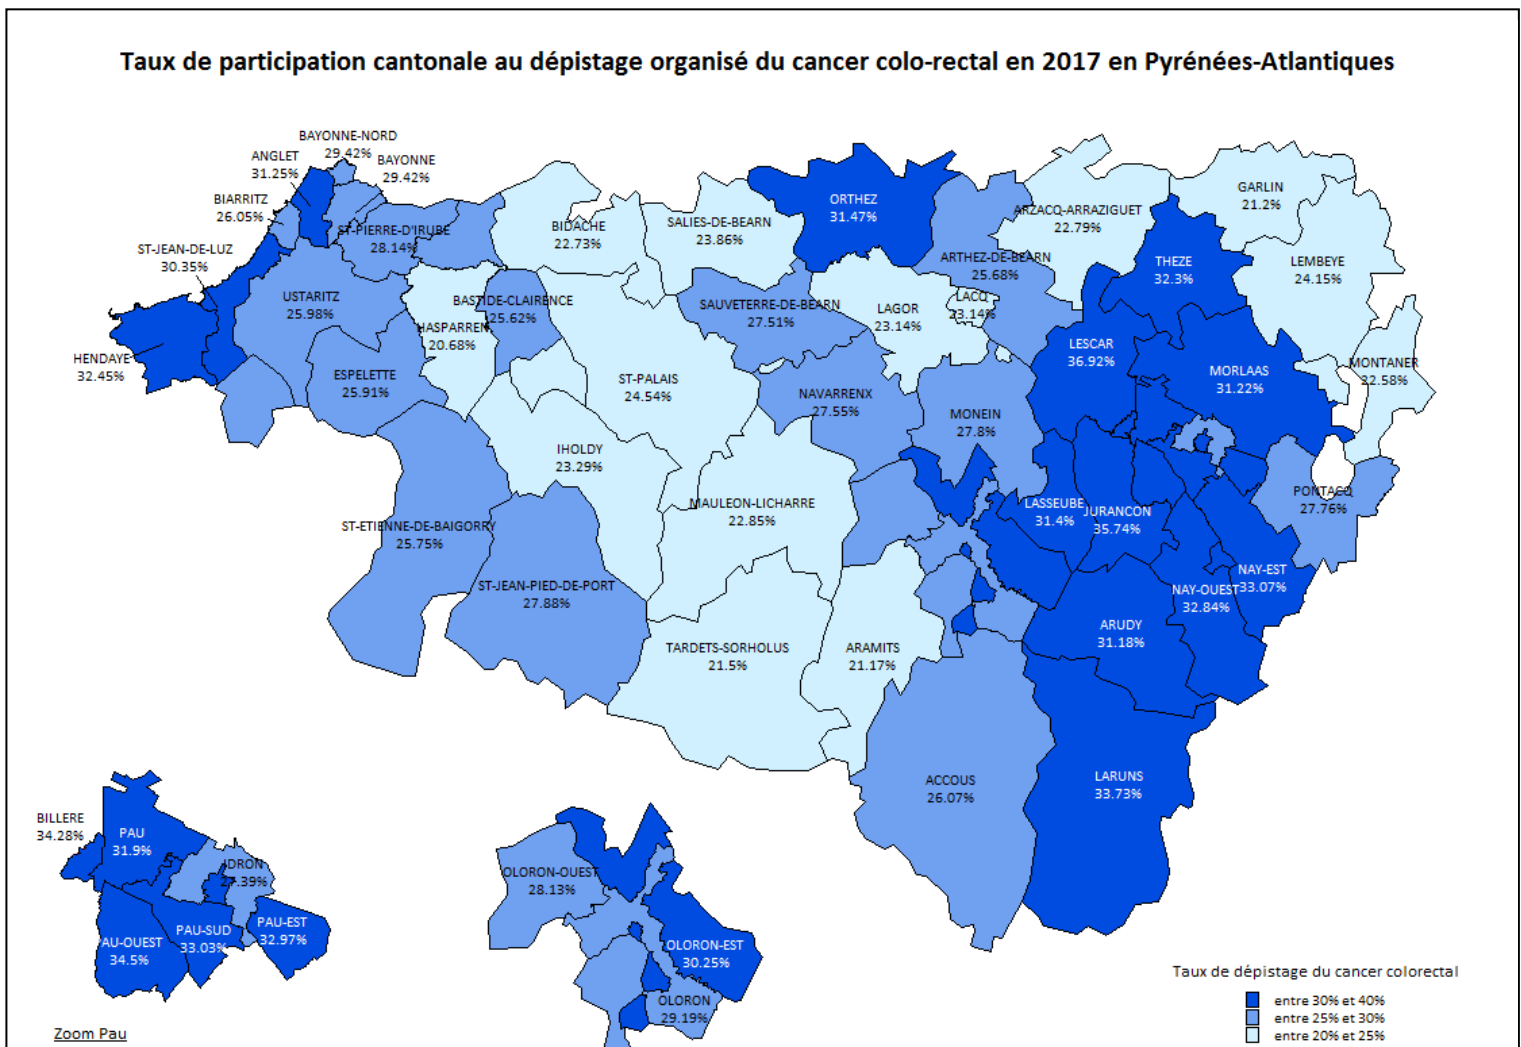 Taux de participation cantonale au dépistage organisé du cancer colo-rectal en 2017 en Pyrénées-Atlantiques
BAYONNE-NORD
29.42%
ANGLET
31.25%
BAYONNE
29.42%
BIARRITZ
26.05%
ST-JEAN-DE-LUZ
30.35%
ST-PIERRE-D'IRUBE
28.14%
BIDACHE
22.73%
SALIES-DE-BEARN
23.86%
ORTHEZ
31.47%
ARZACQ-ARRAZIGUET
22.79%
GARLIN
21.2%
ARTHEZ-DE-BEARN
25.68%
THEZE
32.3%
LEMBEYE
24.15%
USTARITZ
25.98%
BASTIDE-CLAIRENCE
25.62%
HASPARREN
20.68%
SAUVETERRE-DE-BEARN
27.51%
LAGOR
23.14%
LACQ
23.14%
LESCAR
36.92%
HENDAYE
32.45%
ESPELETTE
25.91%
ST-PALAIS
24.54%
NAVARRENX
27.55%
MONEIN
27.8%
MORLAAS
31.22%
MONTANER
22.58%
IHOLDY
23.29%
MAULEON-LICHARRE
22.85%
LASSEUBE
31.4%
JURANCON
35.74%
PONTACQ
27.76%
ST-ETIENNE-DE-BAIGORRY
25.75%
ST-JEAN-PIED-DE-PORT
27.88%
NAY-EST
33.07%
NAY-OUEST
32.84%
ARUDY
31.18%
TARDETS-SORHOLUS
21.5%
ARAMITS
21.17%
ACCOUS
26.07%
LARUNS
33.73%
BILLERE
34.28%
PAU
31.9%
IDRON
27.39%
PAU-EST
32.97%
PAU-SUD
33.03%
AU-OUEST
34.5%
Zoom Pau
OLORON-OUEST
28.13%
OLORON-EST
30.25%
OLORON
29.19%
Taux de dépistage du cancer colorectal
entre 30% et 40%
entre 25% et 30%
entre 20% et 25%